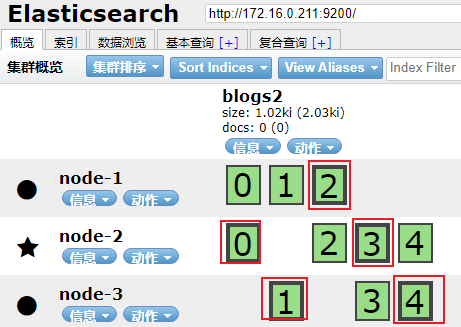 Elasticsearch http://172.16.0.211:9200/
概览 索引 数据浏览 基本查询 [+] 复合查询 [+]
集群概览 集群排序 Sort Indices View Aliases Index Filter
blogs2
size: 1.02ki (2.03ki)
docs: 0 (0)
信息 动作
node-1 0 1 2
信息 动作
node-2 0 2 3 4
信息 动作
node-3 1 3 4
信息 动作